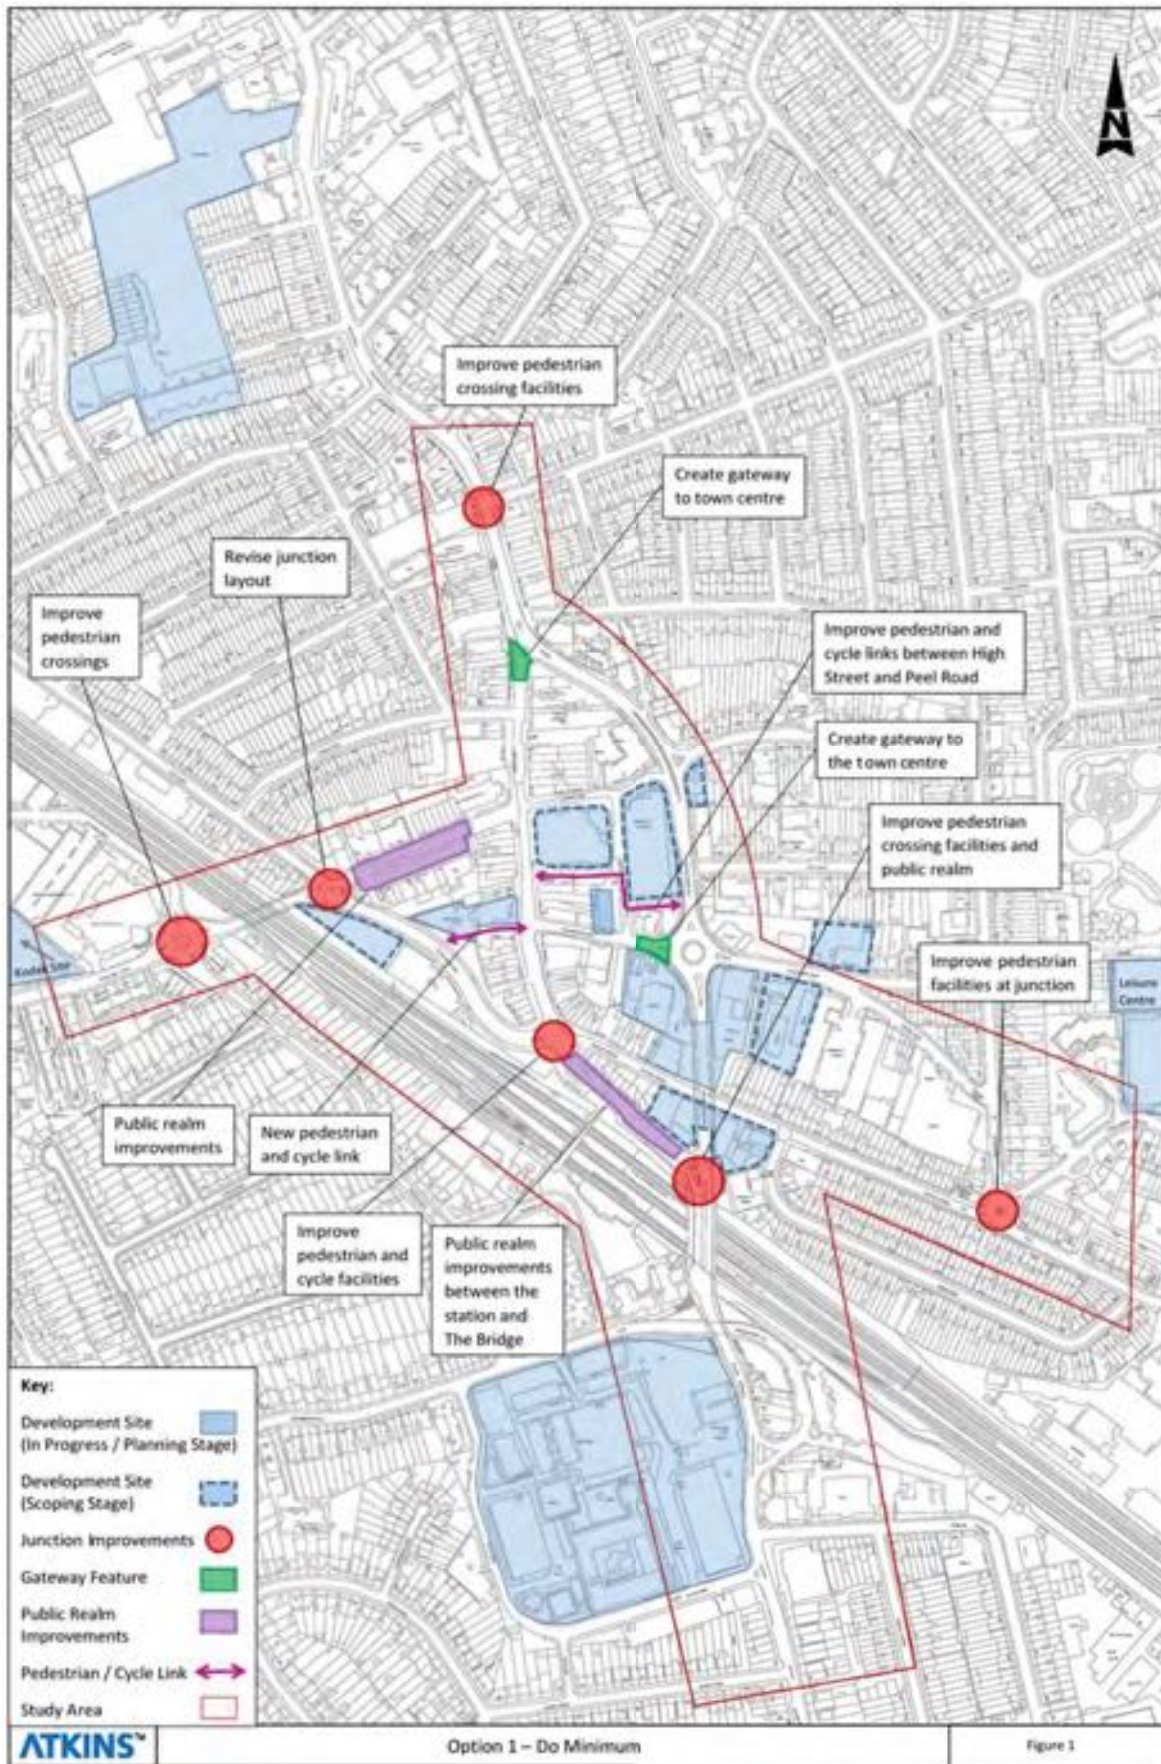 N
Improve pedestrian
crossing facilities
Create gateway
to town centre
Revise junction
layout
Improve
pedestrian
crossings
Improve pedestrian and
cycle links between High
Street and Peel Road
Create gateway to
the town centre
Improve pedestrian
crossing facilities and
public realm
Improve pedestrian
facilities at junction
Kodak Site
Leisure
Centre
Public realm
improvements
New pedestrian
and cycle link
Improve
pedestrian and
cycle facilities
Public realm
improvements
between the
station and
The Bridge
Key:
Development Site
(In Progress / Planning Stage)
Development Site
(Scoping Stage)
Junction Improvements
Gateway Feature
Public Realm
Improvements
Pedestrian / Cycle Link
Study Area
ATKINS™
Option 1 – Do Minimum
Figure 1